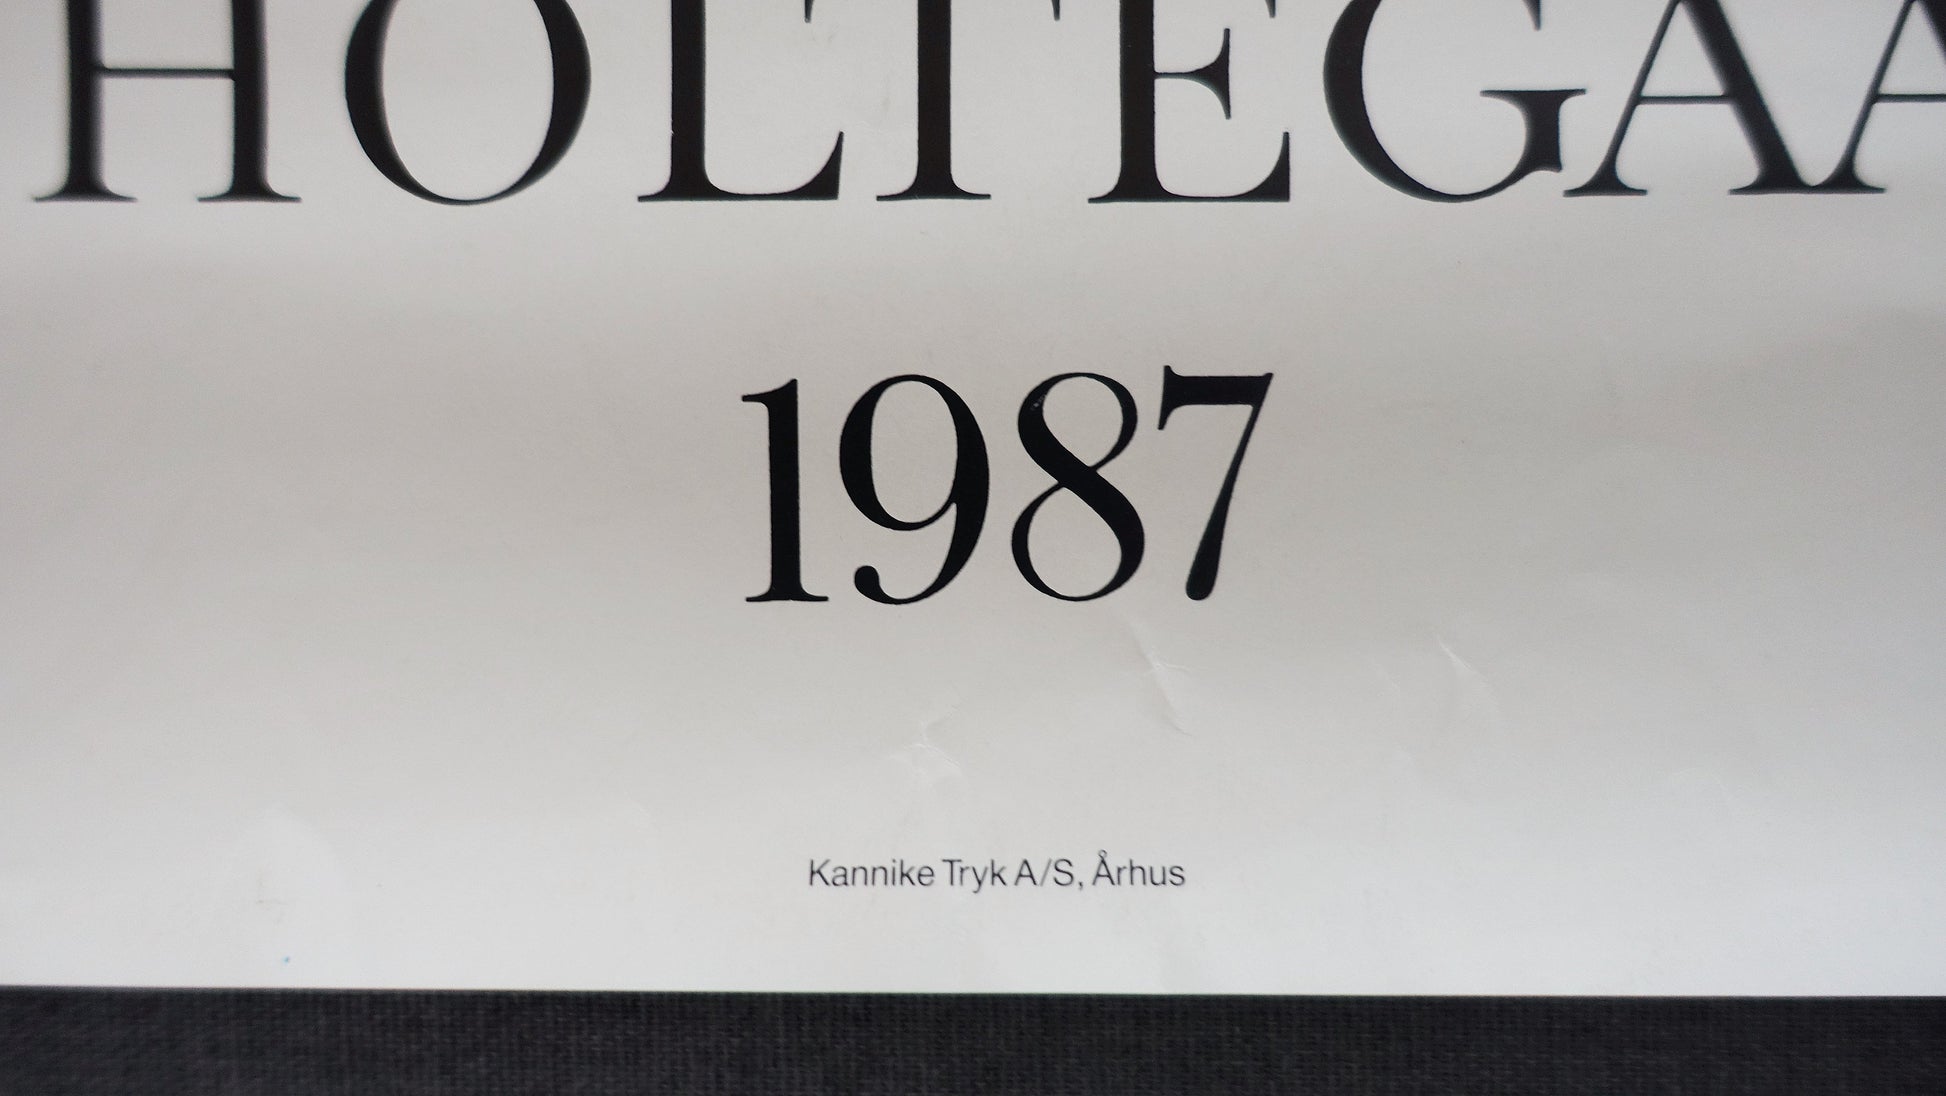 HOLTEGAA
1987
Kannike Tryk A/S, Århus